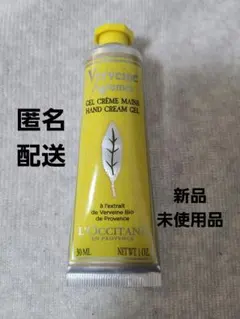 Verveine
Agrumes
GEL CRÈME MAINS
HAND CREAM GEL
匿名
配送
新品
未使用品
à l'extrait
de Verveine Bio
de Provence
L'OCCITANE
EN PROVENCE
30 ML NET WT 1 OZ.